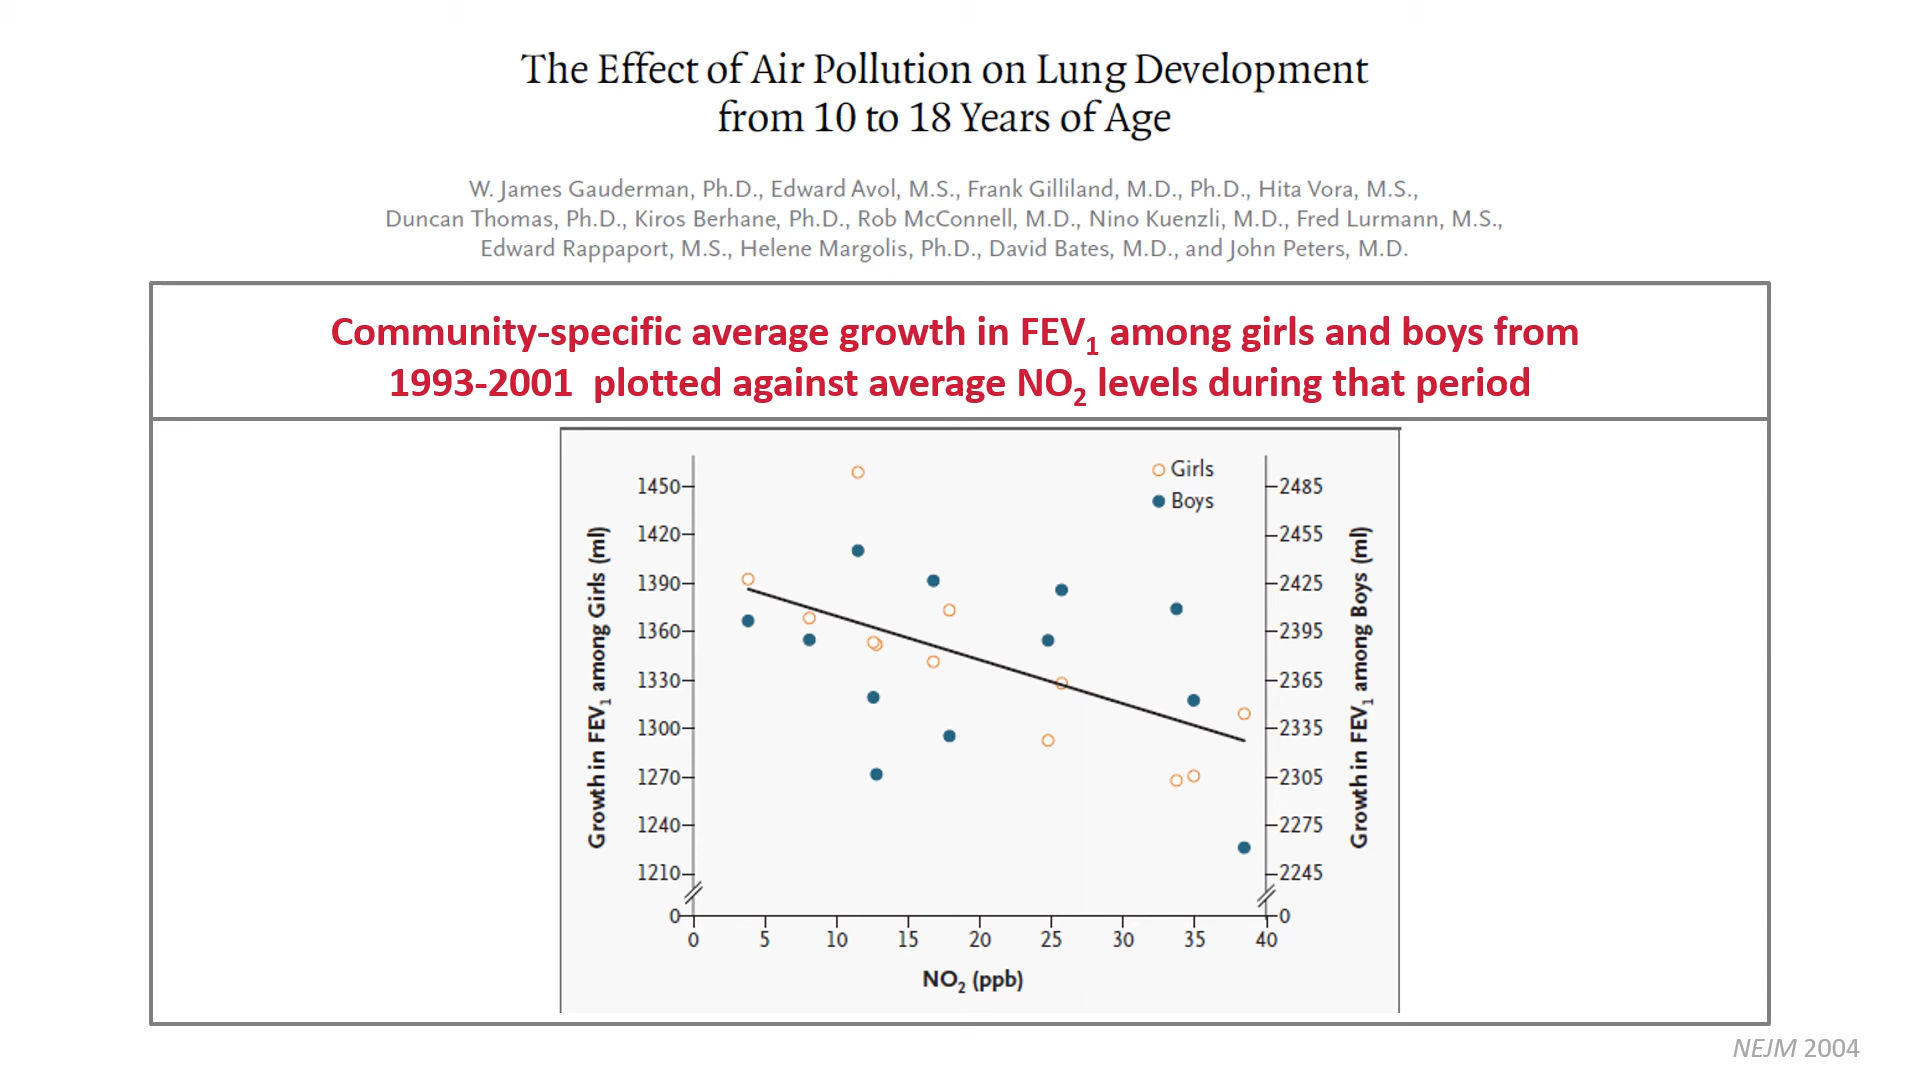 The Effect of Air Pollution on Lung Development
from 10 to 18 Years of Age
W. James Gauderman, Ph.D., Edward Avol, M.S., Frank Gilliland, M.D., Ph.D., Hita Vora, M.S.,
Duncan Thomas, Ph.D., Kiros Berhane, Ph.D., Rob McConnell, M.D., Nino Kuenzli, M.D., Fred Lurmann, M.S.,
Edward Rappaport, M.S., Helene Margolis, Ph.D., David Bates, M.D., and John Peters, M.D.
Community-specific average growth in FEV1 among girls and boys from
1993-2001 plotted against average NO2 levels during that period
Growth in FEV1 among Girls (ml)
1450
1420
1390
1360
1330
1300
1270
1240
1210
0
Girls
Boys
2485
2455
2425
2395
2365
2335
2305
2275
2245
0
Growth in FEV1 among Boys (ml)
0 5 10 15 20 25 30 35 40
NO2 (ppb)
NEJM 2004